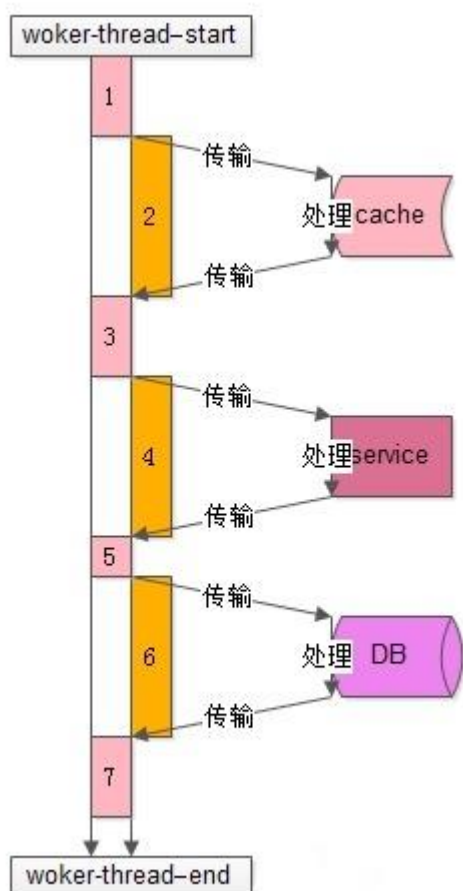 woker-thread-start
1
传输
2
处理
cache
传输
3
传输
4
处理
service
传输
5
传输
6
处理
DB
传输
7
woker-thread-end